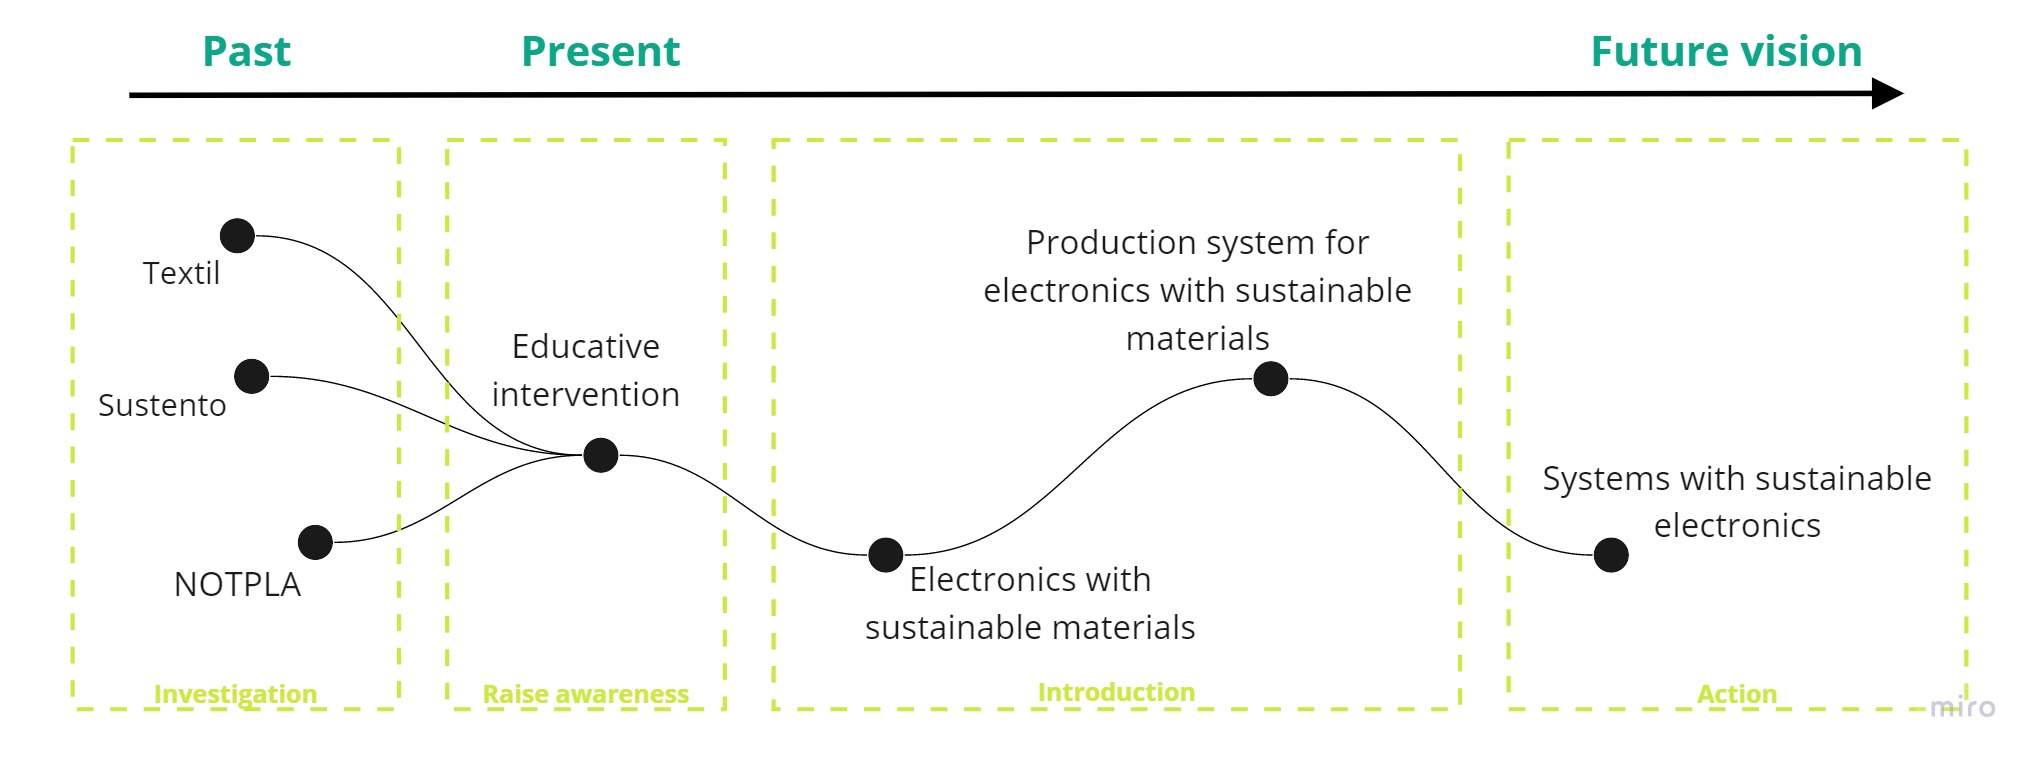 Past
Present
Future vision
Textil
Sustento
NOTPLA
Investigation
Educative
intervention
Raise awareness
Production system for
electronics with sustainable
materials
Electronics with
sustainable materials
Introduction
Systems with sustainable
electronics
Action
miro